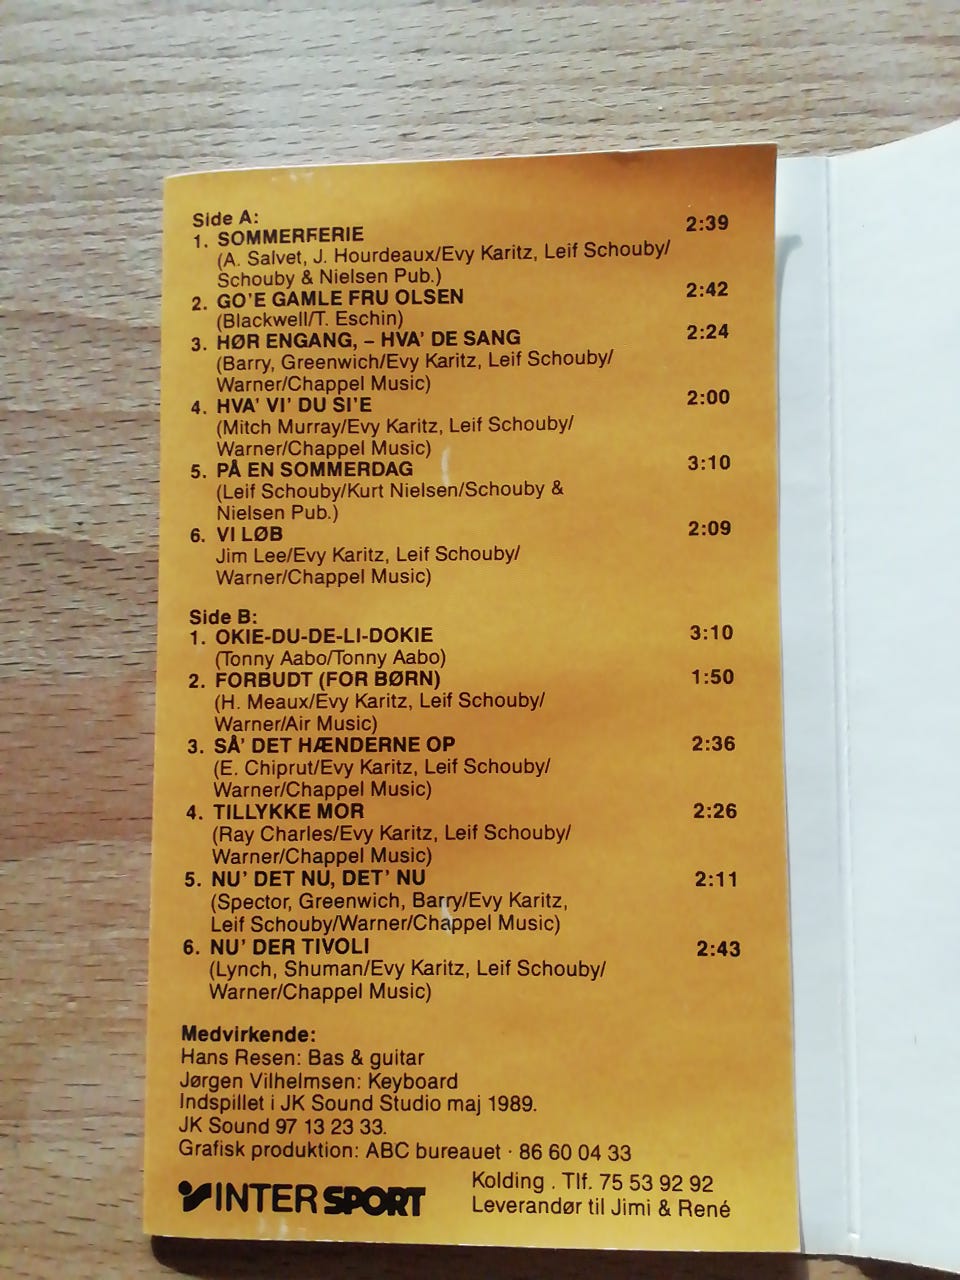 Side A:
1. SOMMERFERIE 2:39
(A. Salvet, J. Hourdeaux/Evy Karitz, Leif Schouby/
Schouby & Nielsen Pub.)
2. GO'E GAMLE FRU OLSEN 2:42
(Blackwell/T. Eschin)
3. HØR ENGANG, – HVA' DE SANG 2:24
(Barry, Greenwich/Evy Karitz, Leif Schouby/
Warner/Chappel Music)
4. HVA' VI' DU SI'E 2:00
(Mitch Murray/Evy Karitz, Leif Schouby/
Warner/Chappel Music)
5. PÅ EN SOMMERDAG 3:10
(Leif Schouby/Kurt Nielsen/Schouby &
Nielsen Pub.)
6. VI LØB 2:09
Jim Lee/Evy Karitz, Leif Schouby/
Warner/Chappel Music)
Side B:
1. OKIE-DU-DE-LI-DOKIE 3:10
(Tonny Aabo/Tonny Aabo)
2. FORBUDT (FOR BØRN) 1:50
(H. Meaux/Evy Karitz, Leif Schouby/
Warner/Air Music)
3. SÅ' DET HÆNDERNE OP 2:36
(E. Chiprut/Evy Karitz, Leif Schouby/
Warner/Chappel Music)
4. TILLYKKE MOR 2:26
(Ray Charles/Evy Karitz, Leif Schouby/
Warner/Chappel Music)
5. NU' DET NU, DET' NU 2:11
(Spector, Greenwich, Barry/Evy Karitz,
Leif Schouby/Warner/Chappel Music)
6. NU' DER TIVOLI 2:43
(Lynch, Shuman/Evy Karitz, Leif Schouby/
Warner/Chappel Music)
Medvirkende:
Hans Resen: Bas & guitar
Jørgen Vilhelmsen: Keyboard
Indspillet i JK Sound Studio maj 1989.
JK Sound 97 13 23 33.
Grafisk produktion: ABC bureauet · 86 60 04 33
INTERSPORT
Kolding . Tlf. 75 53 92 92
Leverandør til Jimi & René